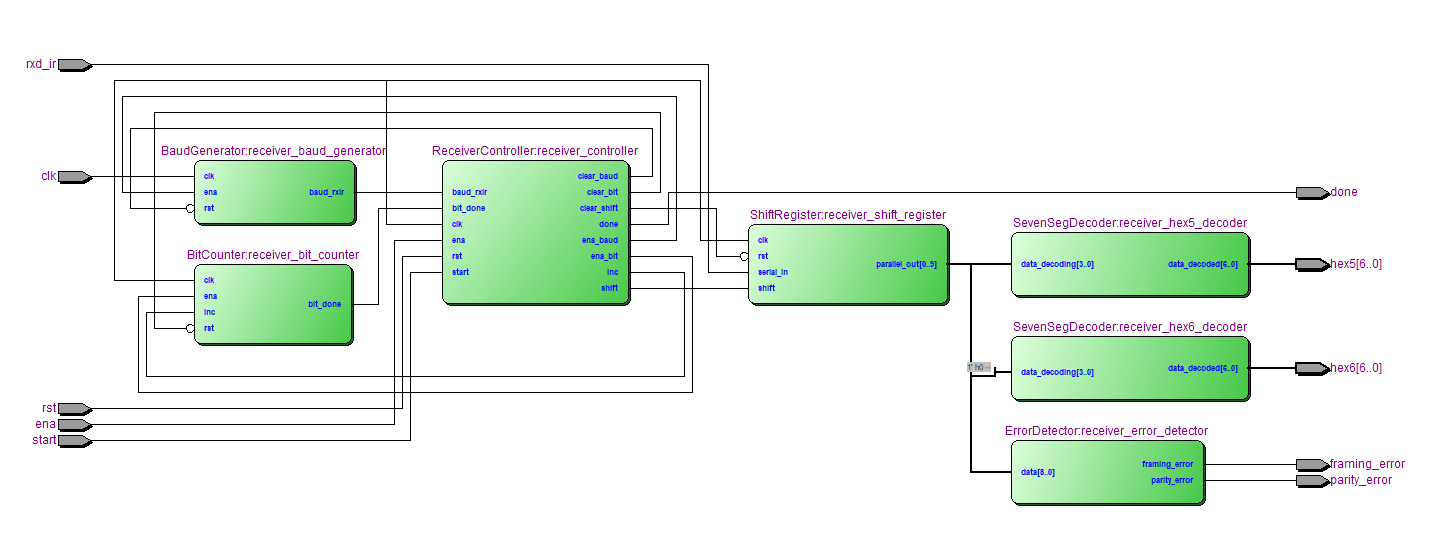 rxd_ir
clk
rst
ena
start
BaudGenerator:receiver_baud_generator
clk
ena
rst
baud_rxir
BitCounter:receiver_bit_counter
clk
ena
inc
rst
bit_done
ReceiverController:receiver_controller
baud_rxir
bit_done
clk
ena
rst
start
clear_baud
clear_bit
clear_shift
done
ena_baud
ena_bit
inc
shift
ShiftRegister:receiver_shift_register
clk
rst
serial_in
shift
parallel_out[0..9]
SevenSegDecoder:receiver_hex5_decoder
data_decoding[3..0]
data_decoded[6..0]
SevenSegDecoder:receiver_hex6_decoder
data_decoding[3..0]
data_decoded[6..0]
ErrorDetector:receiver_error_detector
data[8..0]
framing_error
parity_error
done
hex5[6..0]
hex6[6..0]
framing_error
parity_error